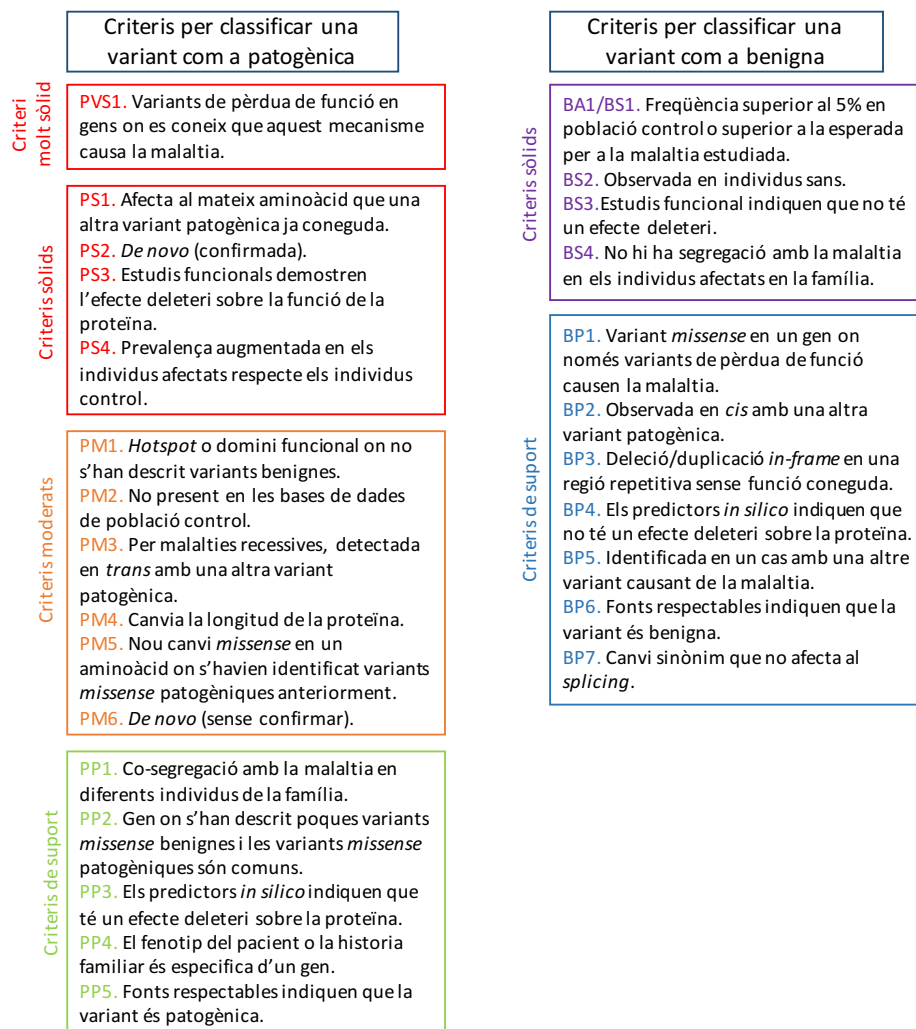 Criteris per classificar una
variant com a patogènica
Criteri
molt sòlid
PVS1. Variants de pèrdua de funció en
gens on es coneix que aquest mecanisme
causa la malaltia.
Criteris sòlids
PS1. Afecta al mateix aminoàcid que una
altra variant patogènica ja coneguda.
PS2. De novo (confirmada).
PS3. Estudis funcionals demostren
l'efecte deleteri sobre la funció de la
proteïna.
PS4. Prevalença augmentada en els
individus afectats respecte els individus
control.
Criteris moderats
PM1. Hotspot o domini funcional on no
s'han descrit variants benignes.
PM2. No present en les bases de dades
de població control.
PM3. Per malalties recessives, detectada
en trans amb una altra variant
patogènica.
PM4. Canvia la longitud de la proteïna.
PM5. Nou canvi missense en un
aminoàcid on s'havien identificat variants
missense patogèniques anteriorment.
PM6. De novo (sense confirmar).
Criteris de suport
PP1. Co-segregació amb la malaltia en
diferents individus de la família.
PP2. Gen on s'han descrit poques variants
missense benignes i les variants missense
patogèniques són comuns.
PP3. Els predictors in silico indiquen que
té un efecte deleteri sobre la proteïna.
PP4. El fenotip del pacient o la historia
familiar és especifica d'un gen.
PP5. Fonts respectables indiquen que la
variant és patogènica.
Criteris per classificar una
variant com a benigna
Criteris sòlids
BA1/BS1. Freqüència superior al 5% en
població control o superior a la esperada
per a la malaltia estudiada.
BS2. Observada en individus sans.
BS3.Estudis funcional indiquen que no té
un efecte deleteri.
BS4. No hi ha segregació amb la malaltia
en els individus afectats en la família.
Criteris de suport
BP1. Variant missense en un gen on
només variants de pèrdua de funció
causen la malaltia.
BP2. Observada en cis amb una altra
variant patogènica.
BP3. Deleció/duplicació in-frame en una
regió repetitiva sense funció coneguda.
BP4. Els predictors in silico indiquen que
no té un efecte deleteri sobre la proteïna.
BP5. Identificada en un cas amb una altre
variant causant de la malaltia.
BP6. Fonts respectables indiquen que la
variant és benigna.
BP7. Canvi sinònim que no afecta al
splicing.